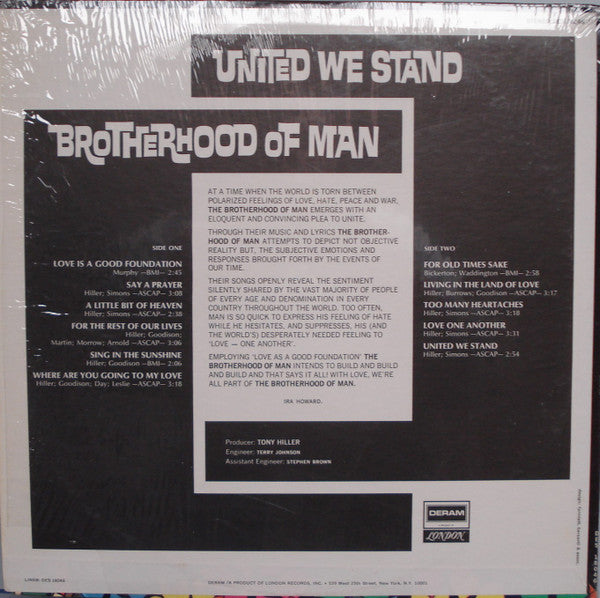 UNITED WE STAND
BROTHERHOOD OF MAN
AT A TIME WHEN THE WORLD IS TORN BETWEEN
POLARIZED FEELINGS OF LOVE, HATE, PEACE AND WAR,
THE BROTHERHOOD OF MAN EMERGES WITH AN
ELOQUENT AND CONVINCING PLEA TO UNITE.
THROUGH THEIR MUSIC AND LYRICS THE BROTHER-
HOOD OF MAN ATTEMPTS TO DEPICT NOT OBJECTIVE
REALITY BUT, THE SUBJECTIVE EMOTIONS AND
RESPONSES BROUGHT FORTH BY THE EVENTS OF
OUR TIME.
THEIR SONGS OPENLY REVEAL THE SENTIMENT
SILENTLY SHARED BY THE VAST MAJORITY OF PEOPLE
OF EVERY AGE AND DENOMINATION IN EVERY
COUNTRY THROUGHOUT THE WORLD. TOO OFTEN,
MAN IS SO QUICK TO EXPRESS HIS FEELING OF HATE
WHILE HE HESITATES, AND SUPPRESSES, HIS (AND
THE WORLD'S) DESPERATELY NEEDED FEELING TO
'LOVE — ONE ANOTHER'.
EMPLOYING 'LOVE AS A GOOD FOUNDATION' THE
BROTHERHOOD OF MAN INTENDS TO BUILD AND BUILD
AND BUILD AND THAT SAYS IT ALL! WITH LOVE, WE'RE
ALL PART OF THE BROTHERHOOD OF MAN.
IRA HOWARD.
SIDE ONE
LOVE IS A GOOD FOUNDATION
Murphy —BMI— 2:45
SAY A PRAYER
Hiller; Simons —ASCAP— 3:08
A LITTLE BIT OF HEAVEN
Hiller; Simons —ASCAP— 2:38
FOR THE REST OF OUR LIVES
Hiller; Goodison;
Martin; Morrow; Arnold —ASCAP— 3:06
SING IN THE SUNSHINE
Hiller; Goodison —BMI— 2:06
WHERE ARE YOU GOING TO MY LOVE
Hiller; Goodison; Day; Leslie —ASCAP— 3:18
SIDE TWO
FOR OLD TIMES SAKE
Bickerton; Waddington —BMI— 2:58
LIVING IN THE LAND OF LOVE
Hiller; Burrows; Goodison —ASCAP— 3:17
TOO MANY HEARTACHES
Hiller; Simons —ASCAP— 3:18
LOVE ONE ANOTHER
Hiller; Simons —ASCAP— 3:31
UNITED WE STAND
Hiller; Simons —ASCAP— 2:54
Producer: TONY HILLER
Engineer: TERRY JOHNSON
Assistant Engineer: STEPHEN BROWN
DERAM
LONDON
DERAM / A PRODUCT OF LONDON RECORDS, INC. • 539 West 25th Street, New York, N.Y. 10001